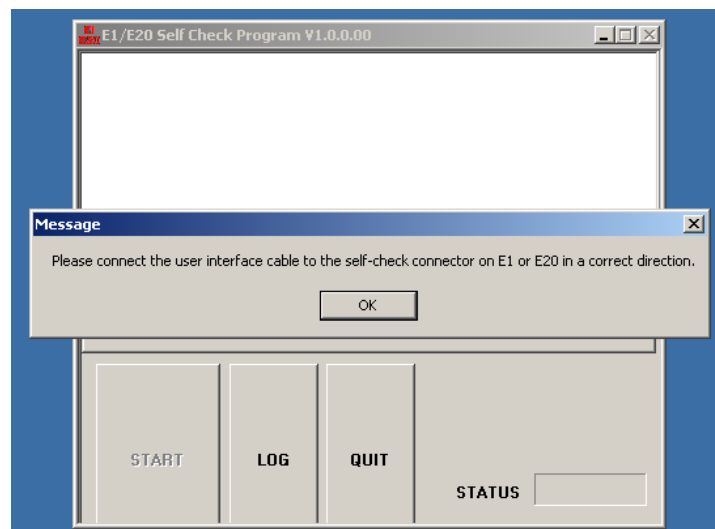 E1/E20 Self Check Program V1.0.0.00
Message
Please connect the user interface cable to the self-check connector on E1 or E20 in a correct direction.
OK
START
LOG
QUIT
STATUS